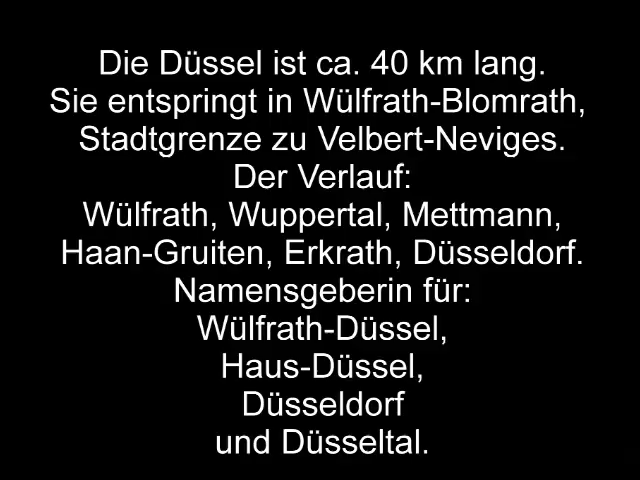 Die Düssel ist ca. 40 km lang.
Sie entspringt in Wülfrath-Blomrath,
Stadtgrenze zu Velbert-Neviges.
Der Verlauf:
Wülfrath, Wuppertal, Mettmann,
Haan-Gruiten, Erkrath, Düsseldorf.
Namensgeberin für:
Wülfrath-Düssel,
Haus-Düssel,
Düsseldorf
und Düsseltal.